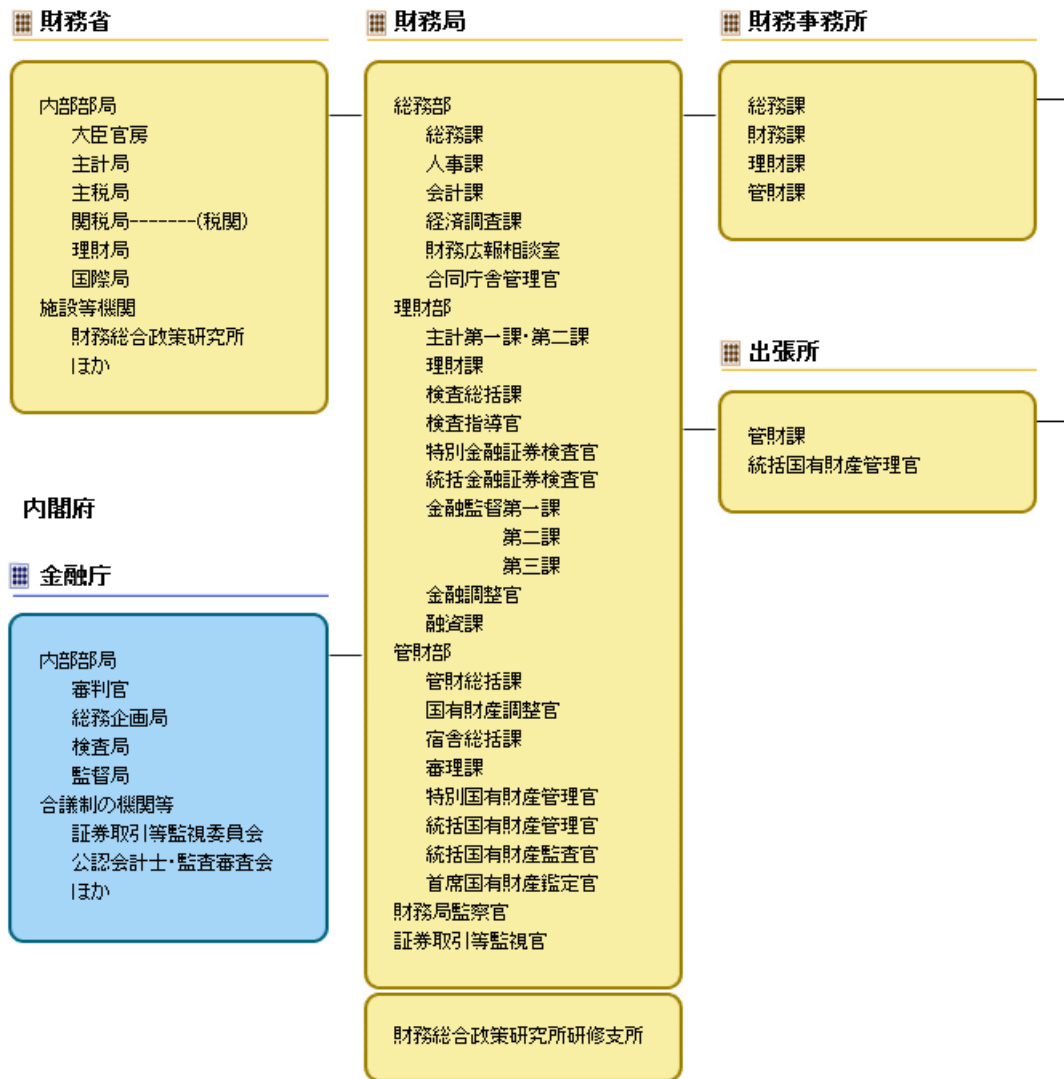 財務省
内部部局
大臣官房
主計局
主税局
関税局-------(税関)
理財局
国際局
施設等機関
財務総合政策研究所
ほか
内閣府
金融庁
内部部局
審判官
総務企画局
検査局
監督局
合議制の機関等
証券取引等監視委員会
公認会計士・監査審査会
ほか
財務局
総務部
総務課
人事課
会計課
経済調査課
財務広報相談室
合同庁舎管理官
理財部
主計第一課・第二課
理財課
検査総括課
検査指導官
特別金融証券検査官
統括金融証券検査官
金融監督第一課
第二課
第三課
金融調整官
融資課
管財部
管財総括課
国有財産調整官
宿舎総括課
審理課
特別国有財産管理官
統括国有財産管理官
統括国有財産監査官
首席国有財産鑑定官
財務局監察官
証券取引等監視官
財務総合政策研究所研修支所
財務事務所
総務課
財務課
理財課
管財課
出張所
管財課
統括国有財産管理官